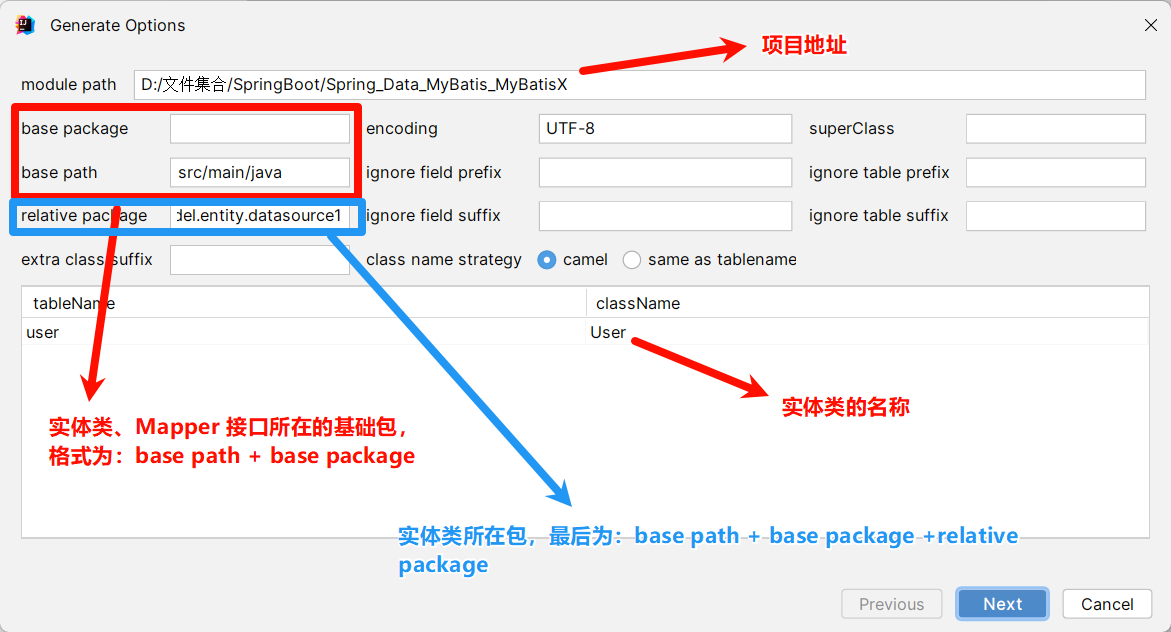 Generate Options
项目地址
module path D:/文件集合/SpringBoot/Spring_Data_MyBatis_MyBatisX
base package encoding UTF-8 superClass
base path src/main/java ignore field prefix ignore table prefix
relative package del.entity.datasource1 ignore field suffix ignore table suffix
extra class suffix class name strategy camel same as tablename
tableName className
user User
实体类的名称
实体类、Mapper 接口所在的基础包，
格式为：base path + base package
实体类所在包，最后为：base path + base package +relative
package
Previous Next Cancel